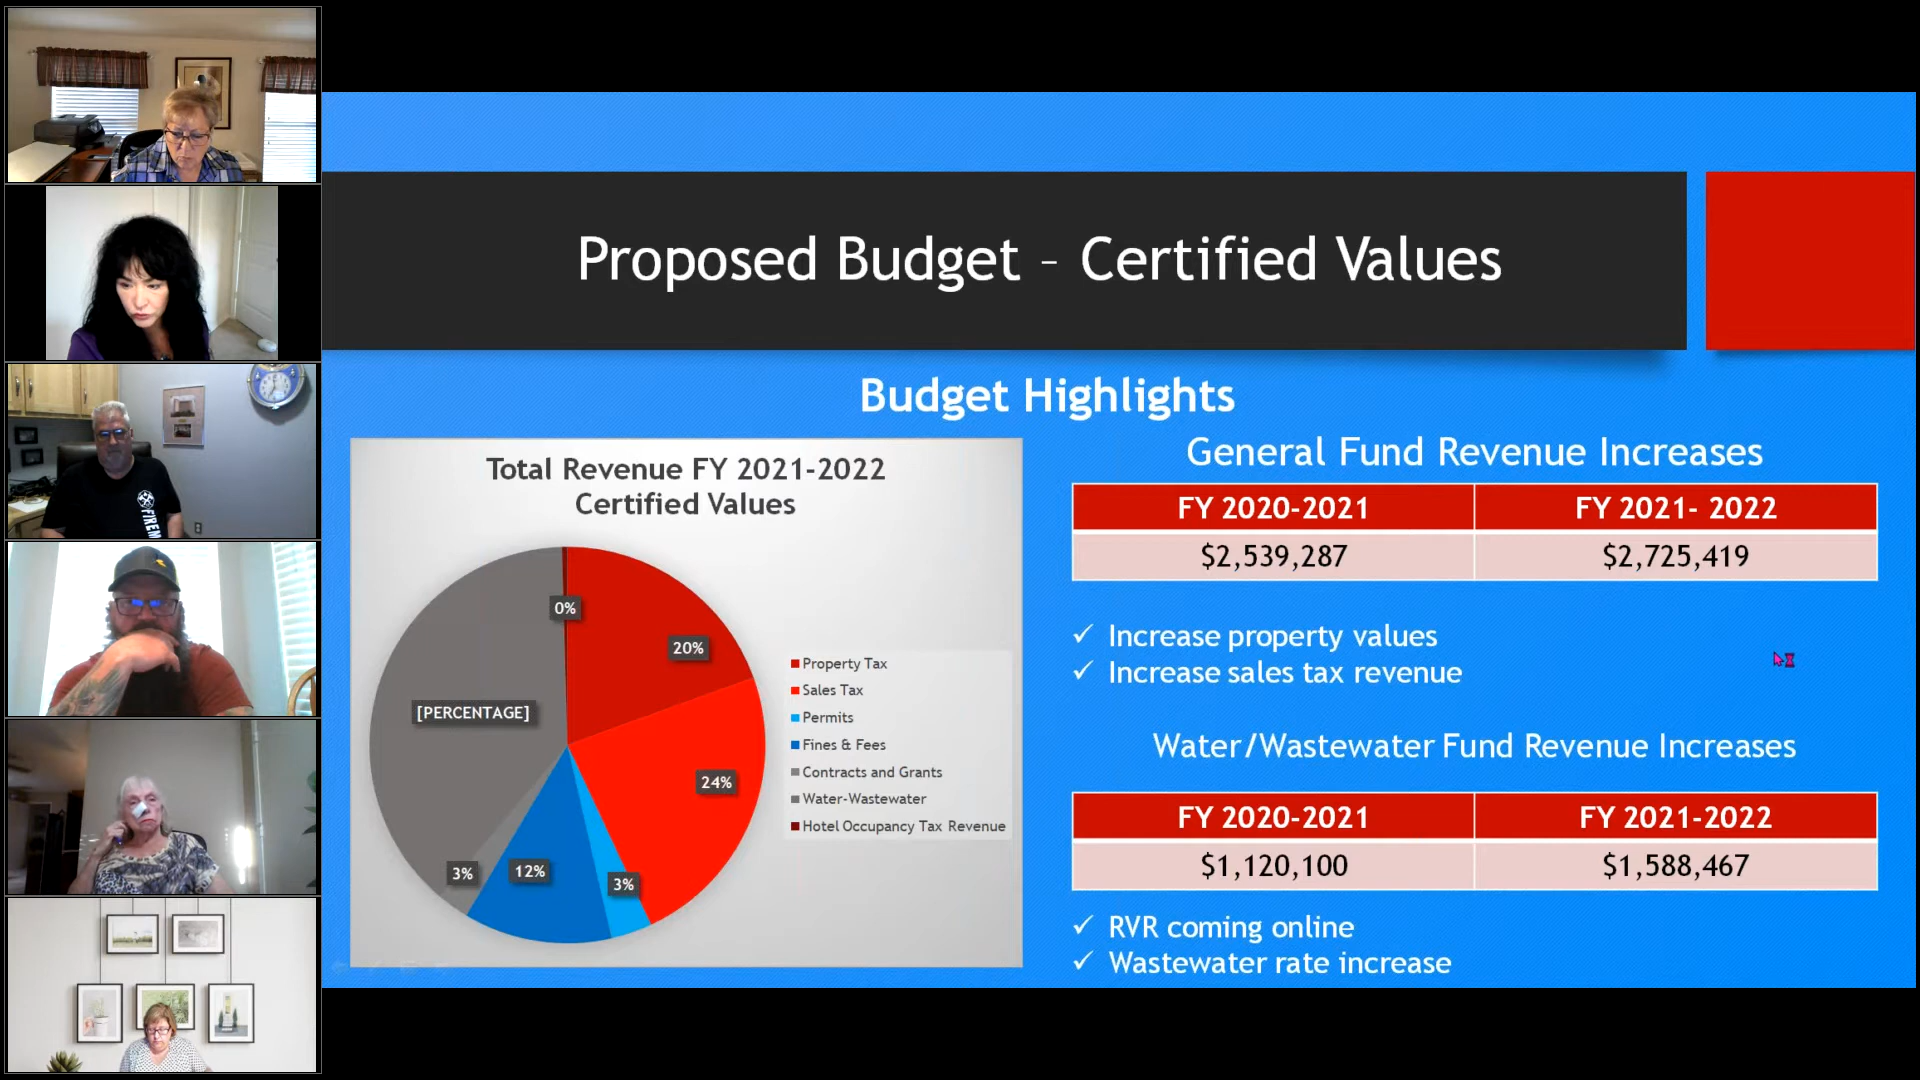 Proposed Budget – Certified Values
Budget Highlights
Total Revenue FY 2021-2022
Certified Values
0%
20%
[PERCENTAGE]
24%
3%
12%
3%
Property Tax
Sales Tax
Permits
Fines & Fees
Contracts and Grants
Water-Wastewater
Hotel Occupancy Tax Revenue
General Fund Revenue Increases
FY 2020-2021 FY 2021- 2022
$2,539,287 $2,725,419
✓ Increase property values
✓ Increase sales tax revenue
Water/Wastewater Fund Revenue Increases
FY 2020-2021 FY 2021-2022
$1,120,100 $1,588,467
✓ RVR coming online
✓ Wastewater rate increase
FIREM